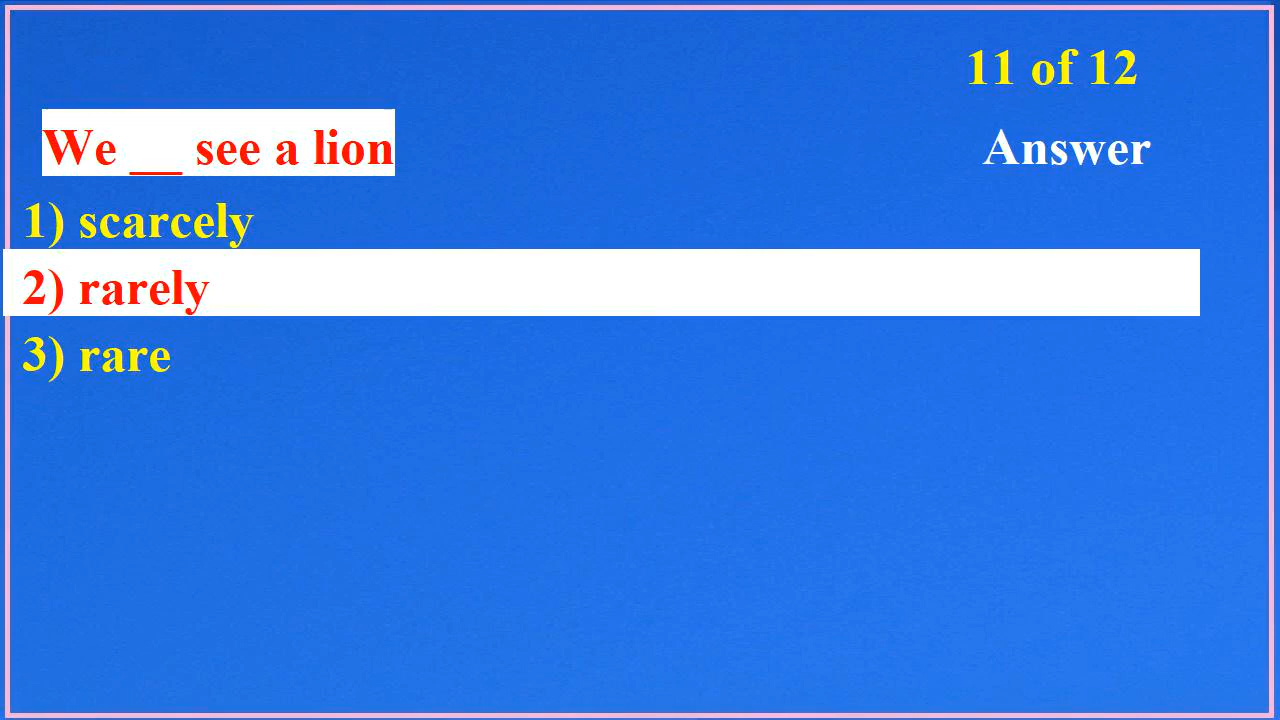 11 of 12
We __ see a lion
Answer
1) scarcely
2) rarely
3) rare